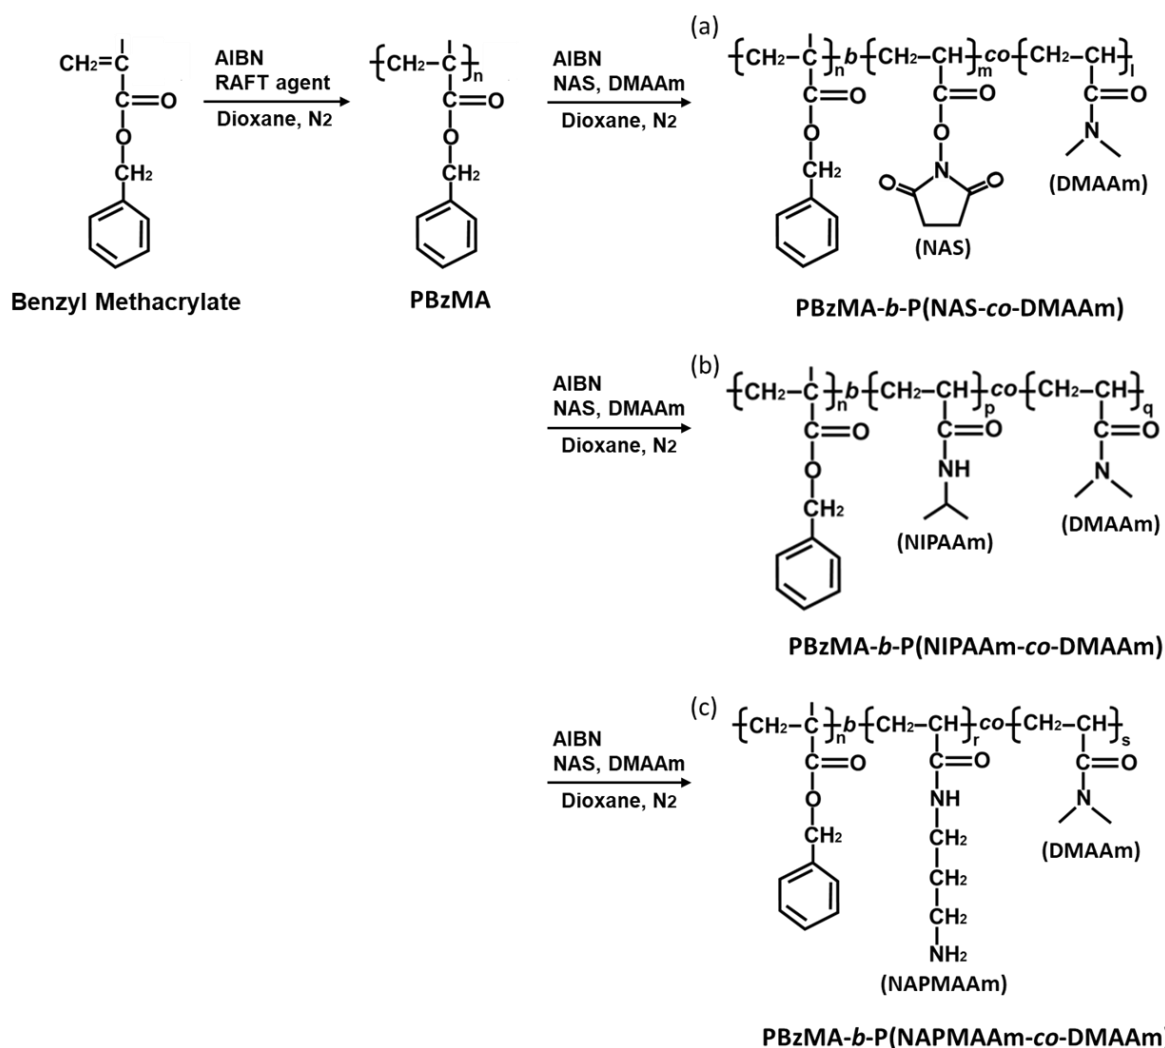 (a)
CH2=C
C=O
O
CH2
Benzyl Methacrylate
AIBN
RAFT agent
Dioxane, N2
{CH2-C}n
C=O
O
CH2
PBzMA
AIBN
NAS, DMAAm
Dioxane, N2
{CH2-C}n b {CH2-CH}m co {CH2-CH}l
C=O C=O C=O
O O N
CH2 N (DMAAm)
O O
(NAS)
PBzMA-b-P(NAS-co-DMAAm)
(b)
AIBN
NAS, DMAAm
Dioxane, N2
{CH2-C}n b {CH2-CH}p co {CH2-CH}q
C=O C=O C=O
O NH N
CH2 (NIPAAm) (DMAAm)
PBzMA-b-P(NIPAAm-co-DMAAm)
(c)
AIBN
NAS, DMAAm
Dioxane, N2
{CH2-C}n b {CH2-CH}r co {CH2-CH}s
C=O C=O C=O
O NH N
CH2 CH2 (DMAAm)
CH2
CH2
NH2
(NAPMAAm)
PBzMA-b-P(NAPMAAm-co-DMAAm)